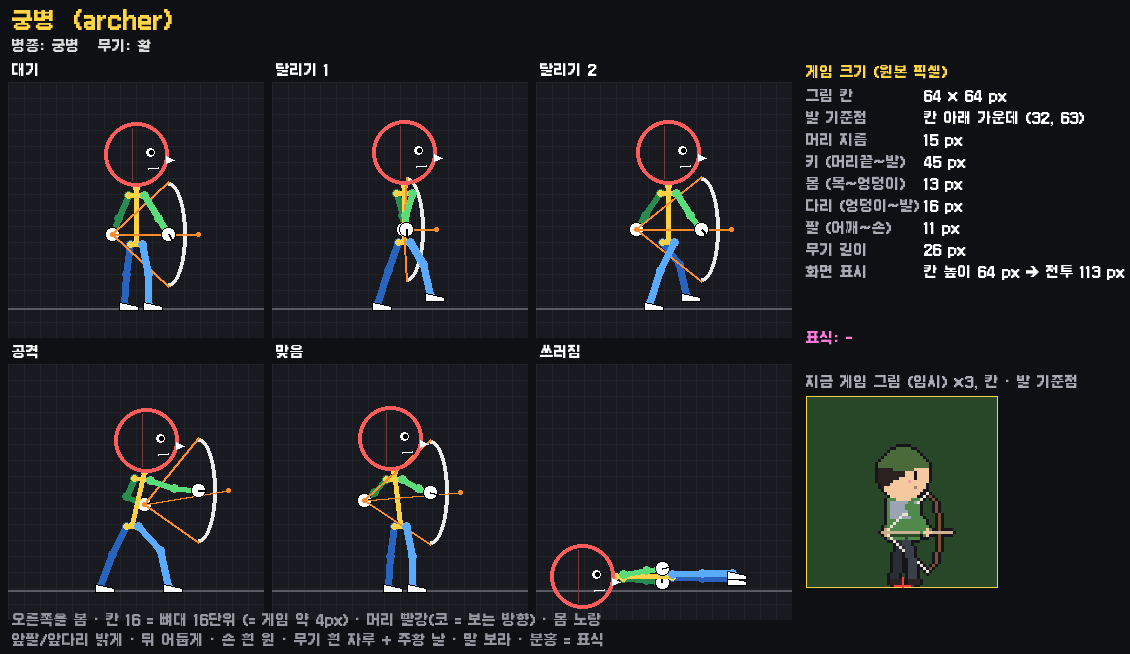 궁병 (archer)
병종: 궁병 무기: 활
대기
달리기 1
달리기 2
공격
맞음
쓰러짐
게임 크기 (원본 픽셀)
그림 칸 64 × 64 px
발 기준점 칸 아래 가운데 (32, 63)
머리 지름 15 px
키 (머리끝~발) 45 px
몸 (목~엉덩이) 13 px
다리 (엉덩이~발) 16 px
팔 (어깨~손) 11 px
무기 길이 26 px
화면 표시 칸 높이 64 px → 전투 113 px
표식: -
지금 게임 그림 (임시) ×3, 칸 · 발 기준점
오른쪽을 봄 · 칸 16 = 뼈대 16단위 (= 게임 약 4px) · 머리 빨강(코 = 보는 방향) · 몸 노랑
앞팔/앞다리 밝게 · 뒤 어둡게 · 손 흰 원 · 무기 흰 자루 + 주황 날 · 말 보라 · 분홍 = 표식